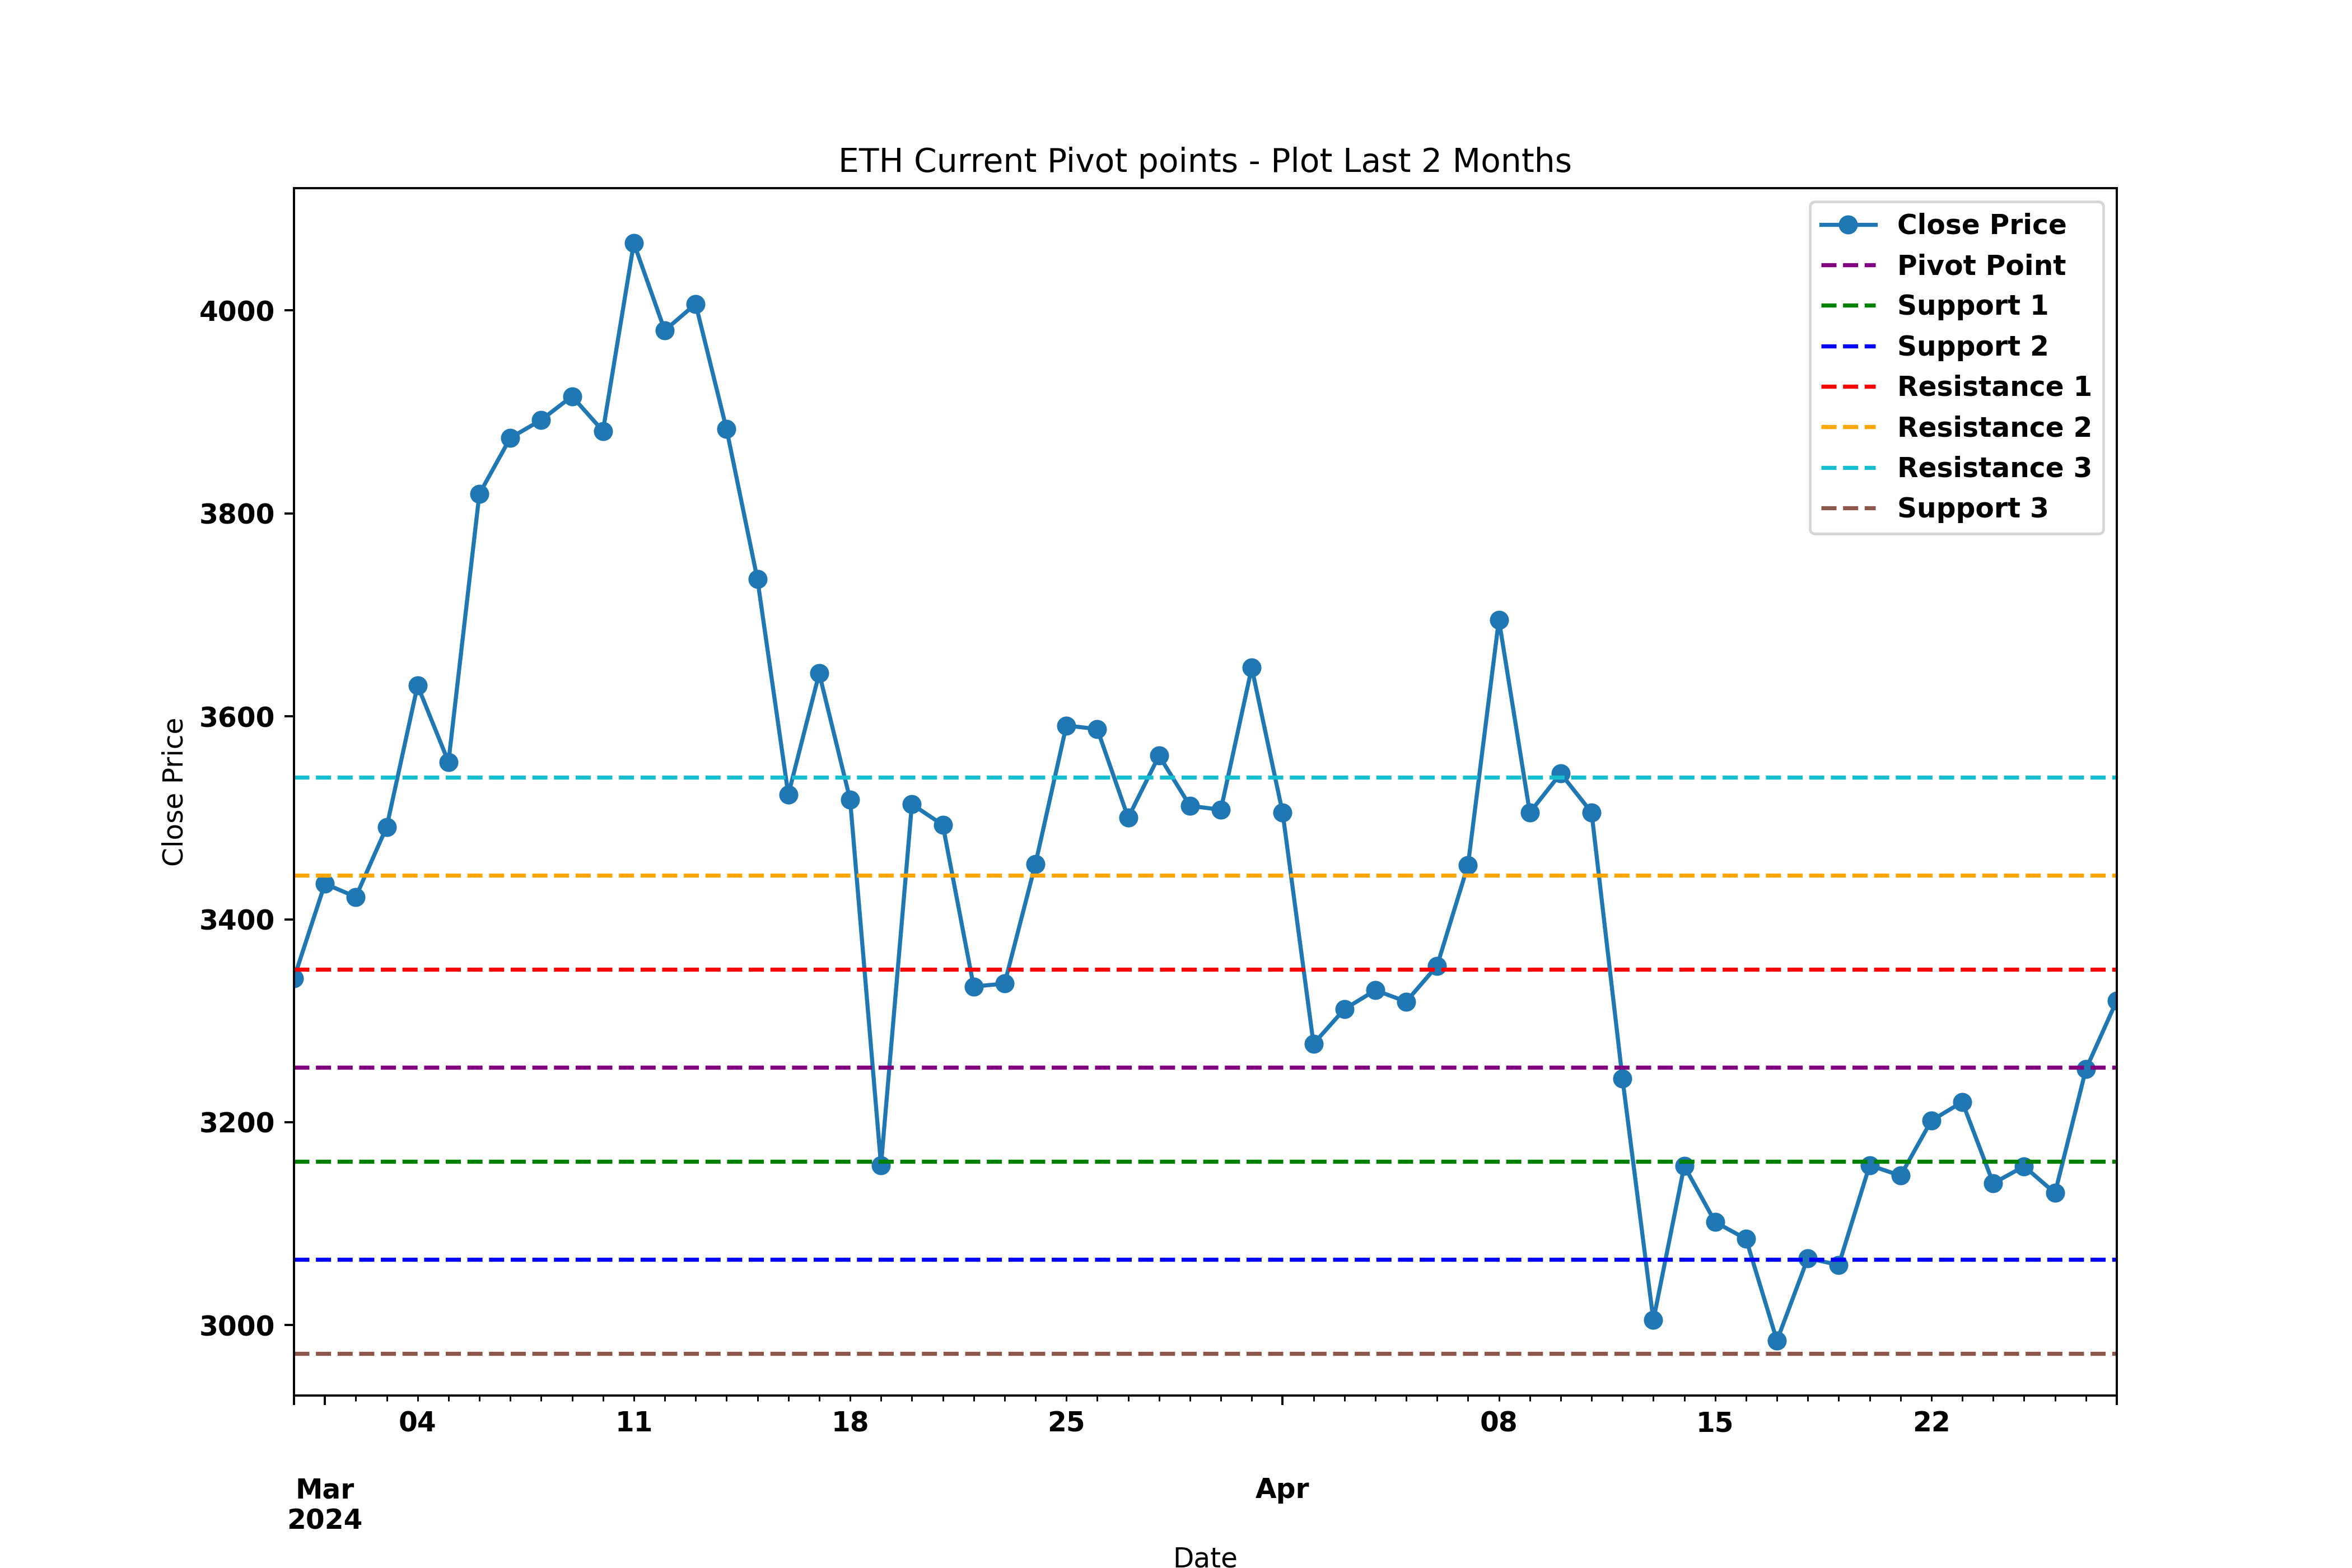 ETH Current Pivot points - Plot Last 2 Months
Close Price
Pivot Point
Support 1
Support 2
Resistance 1
Resistance 2
Resistance 3
Support 3
4000
3800
3600
3400
3200
3000
Close Price
04 11 18 25 08 15 22
Mar Apr
2024
Date